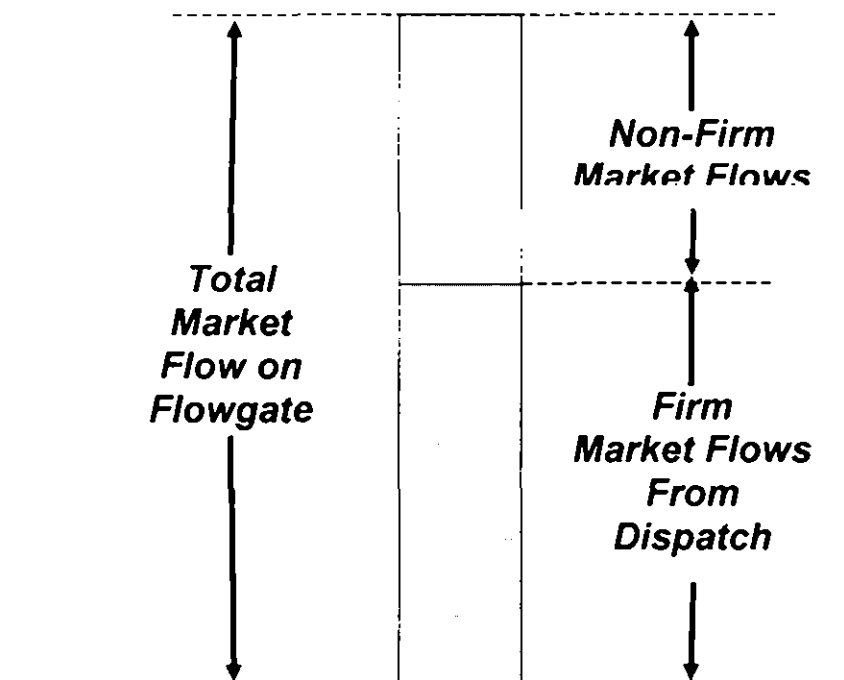 Non-Firm
Market Flows
Total
Market
Flow on
Flowgate
Firm
Market Flows
From
Dispatch